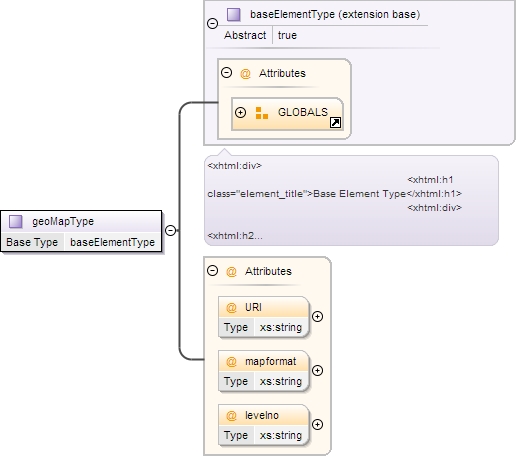 baseElementType (extension base)
Abstract true
@ Attributes
GLOBALS
<xhtml:div>
<xhtml:h1
class="element_title">Base Element Type</xhtml:h1>
<xhtml:div>
<xhtml:h2...
geoMapType
Base Type baseElementType
@ Attributes
@ URI
Type xs:string
@ mapformat
Type xs:string
@ levelno
Type xs:string